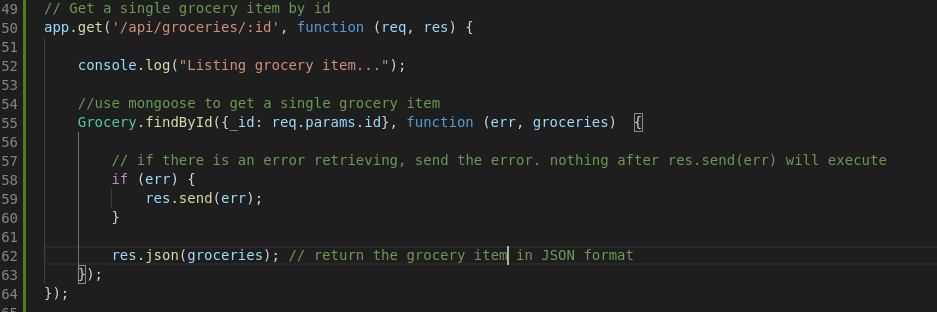 49 // Get a single grocery item by id
50 app.get('/api/groceries/:id', function (req, res) {
51
52     console.log("Listing grocery item...");
53
54     //use mongoose to get a single grocery item
55     Grocery.findById({_id: req.params.id}, function (err, groceries)  {
56
57         // if there is an error retrieving, send the error. nothing after res.send(err) will execute
58         if (err) {
59             res.send(err);
60         }
61
62         res.json(groceries); // return the grocery item in JSON format
63     });
64 });